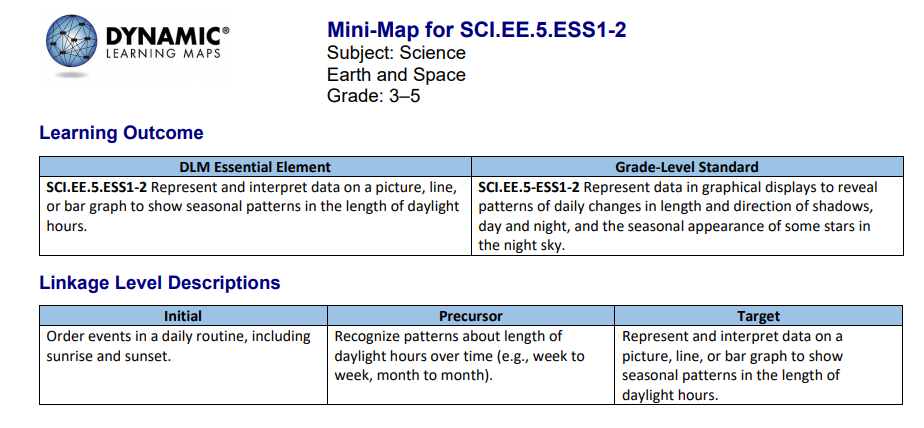 DYNAMIC®
LEARNING MAPS
Mini-Map for SCI.EE.5.ESS1-2
Subject: Science
Earth and Space
Grade: 3–5
Learning Outcome
DLM Essential Element
SCI.EE.5.ESS1-2 Represent and interpret data on a picture, line,
or bar graph to show seasonal patterns in the length of daylight
hours.
Grade-Level Standard
SCI.EE.5-ESS1-2 Represent data in graphical displays to reveal
patterns of daily changes in length and direction of shadows,
day and night, and the seasonal appearance of some stars in
the night sky.
Linkage Level Descriptions
Initial
Order events in a daily routine, including
sunrise and sunset.
Precursor
Recognize patterns about length of
daylight hours over time (e.g., week to
week, month to month).
Target
Represent and interpret data on a
picture, line, or bar graph to show
seasonal patterns in the length of
daylight hours.